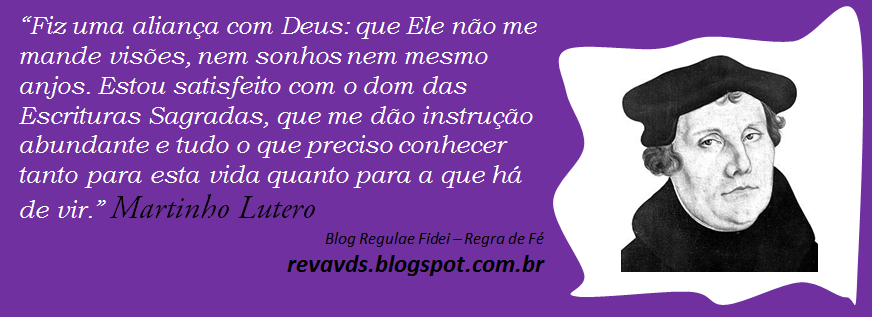 “Fiz uma aliança com Deus: que Ele não me
mande visões, nem sonhos nem mesmo
anjos. Estou satisfeito com o dom das
Escrituras Sagradas, que me dão instrução
abundante e tudo o que preciso conhecer
tanto para esta vida quanto para a que há
de vir.” Martinho Lutero
Blog Regulae Fidei – Regra de Fé
revavds.blogspot.com.br